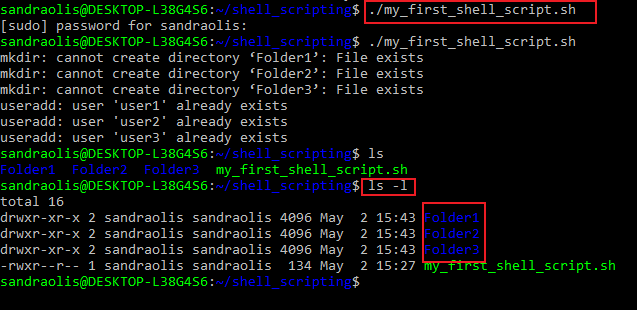 sandraolis@DESKTOP-L38G4S6:~/shell_scripting$ ./my_first_shell_script.sh
[sudo] password for sandraolis:
sandraolis@DESKTOP-L38G4S6:~/shell_scripting$ ./my_first_shell_script.sh
mkdir: cannot create directory ‘Folder1’: File exists
mkdir: cannot create directory ‘Folder2’: File exists
mkdir: cannot create directory ‘Folder3’: File exists
useradd: user 'user1' already exists
useradd: user 'user2' already exists
useradd: user 'user3' already exists
sandraolis@DESKTOP-L38G4S6:~/shell_scripting$ ls
Folder1  Folder2  Folder3  my_first_shell_script.sh
sandraolis@DESKTOP-L38G4S6:~/shell_scripting$ ls -l
total 16
drwxr-xr-x 2 sandraolis sandraolis 4096 May  2 15:43 Folder1
drwxr-xr-x 2 sandraolis sandraolis 4096 May  2 15:43 Folder2
drwxr-xr-x 2 sandraolis sandraolis 4096 May  2 15:43 Folder3
-rwxr--r-- 1 sandraolis sandraolis  134 May  2 15:27 my_first_shell_script.sh
sandraolis@DESKTOP-L38G4S6:~/shell_scripting$